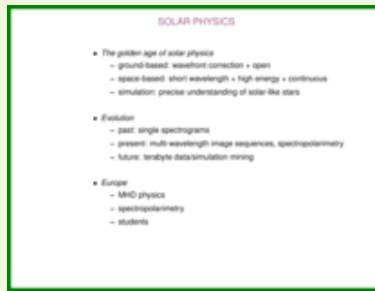 SOLAR PHYSICS
• The golden age of solar physics
– ground-based: wavefront correction + open
– space-based: short wavelength + high energy + continuous
– simulation: precise understanding of solar-like stars
• Evolution
– past: single spectrograms
– present: multi-wavelength image sequences, spectropolarimetry
– future: terabyte data/simulation mining
• Europe
– MHD physics
– spectropolarimetry
– students